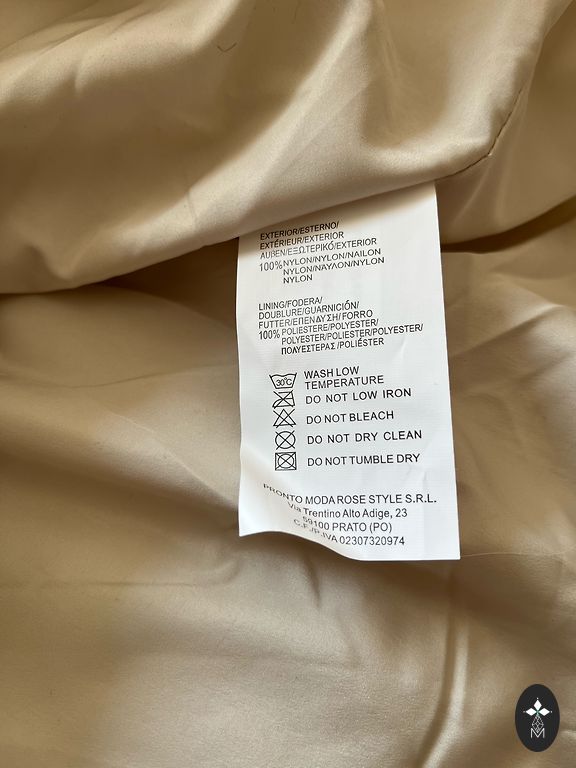 EXTERIOR/ESTERNO/
EXTÉRIEUR/EXTERIOR
AUßEN/ΕΞΩΤΕΡΙΚΌ/EXTERIOR
100%NYLON/NYLON/NAILON
NYLON/ΝΑΥΛΟΝ/NYLON
NYLON
LINING/FODERA/
DOUBLURE/GUARNICIÓN/
FUTTER/ΕΠΕΝΔΥΣΗ/FORRO
100%POLIESTERE/POLYESTER/
POLYESTER/POLIESTER/POLYESTER/
ΠΟΛΥΕΣΤΕΡΑΣ/POLIÉSTER
30°C WASH LOW
TEMPERATURE
DO NOT LOW IRON
DO NOT BLEACH
DO NOT DRY CLEAN
DO NOT TUMBLE DRY
PRONTO MODA ROSE STYLE S.R.L.
Via Trentino Alto Adige, 23
59100 PRATO (PO)
C.F./P.IVA 02307320974
M